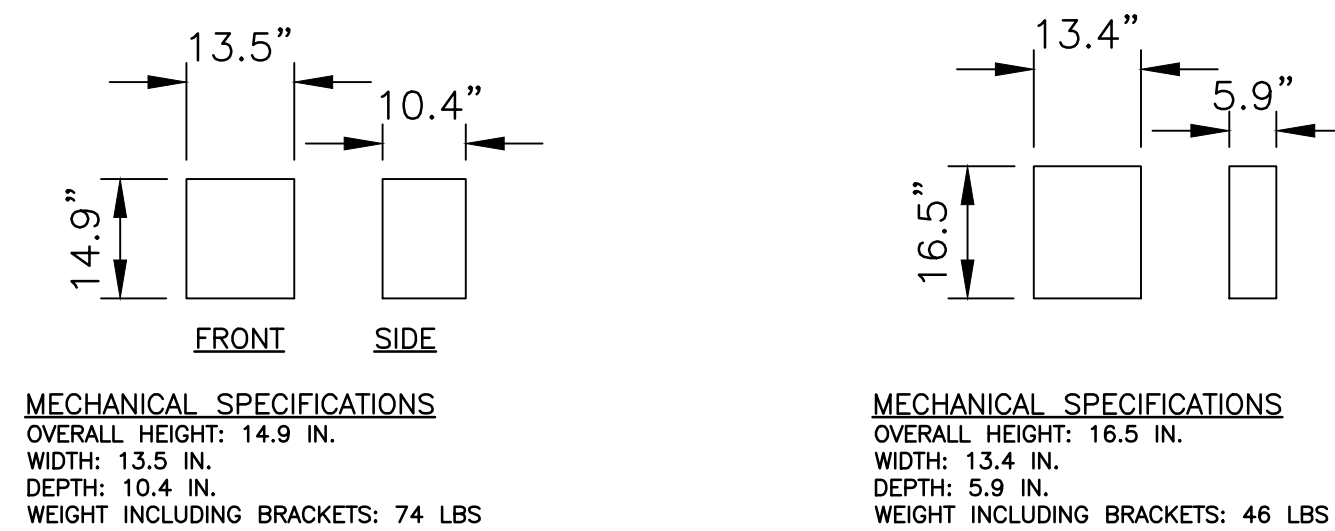 13.5”
10.4”
14.9”
FRONT
SIDE
MECHANICAL SPECIFICATIONS
OVERALL HEIGHT: 14.9 IN.
WIDTH: 13.5 IN.
DEPTH: 10.4 IN.
WEIGHT INCLUDING BRACKETS: 74 LBS
13.4”
5.9”
16.5”
MECHANICAL SPECIFICATIONS
OVERALL HEIGHT: 16.5 IN.
WIDTH: 13.4 IN.
DEPTH: 5.9 IN.
WEIGHT INCLUDING BRACKETS: 46 LBS